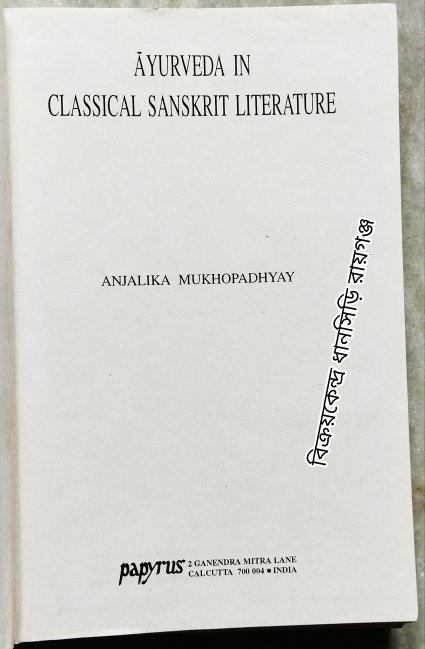 ĀYURVEDA IN
CLASSICAL SANSKRIT LITERATURE
ANJALIKA MUKHOPADHYAY
বিক্রয়কেন্দ্র ধানসিড়ি রায়গঞ্জ
papyrus 2 GANENDRA MITRA LANE
CALCUTTA 700 004 ■ INDIA